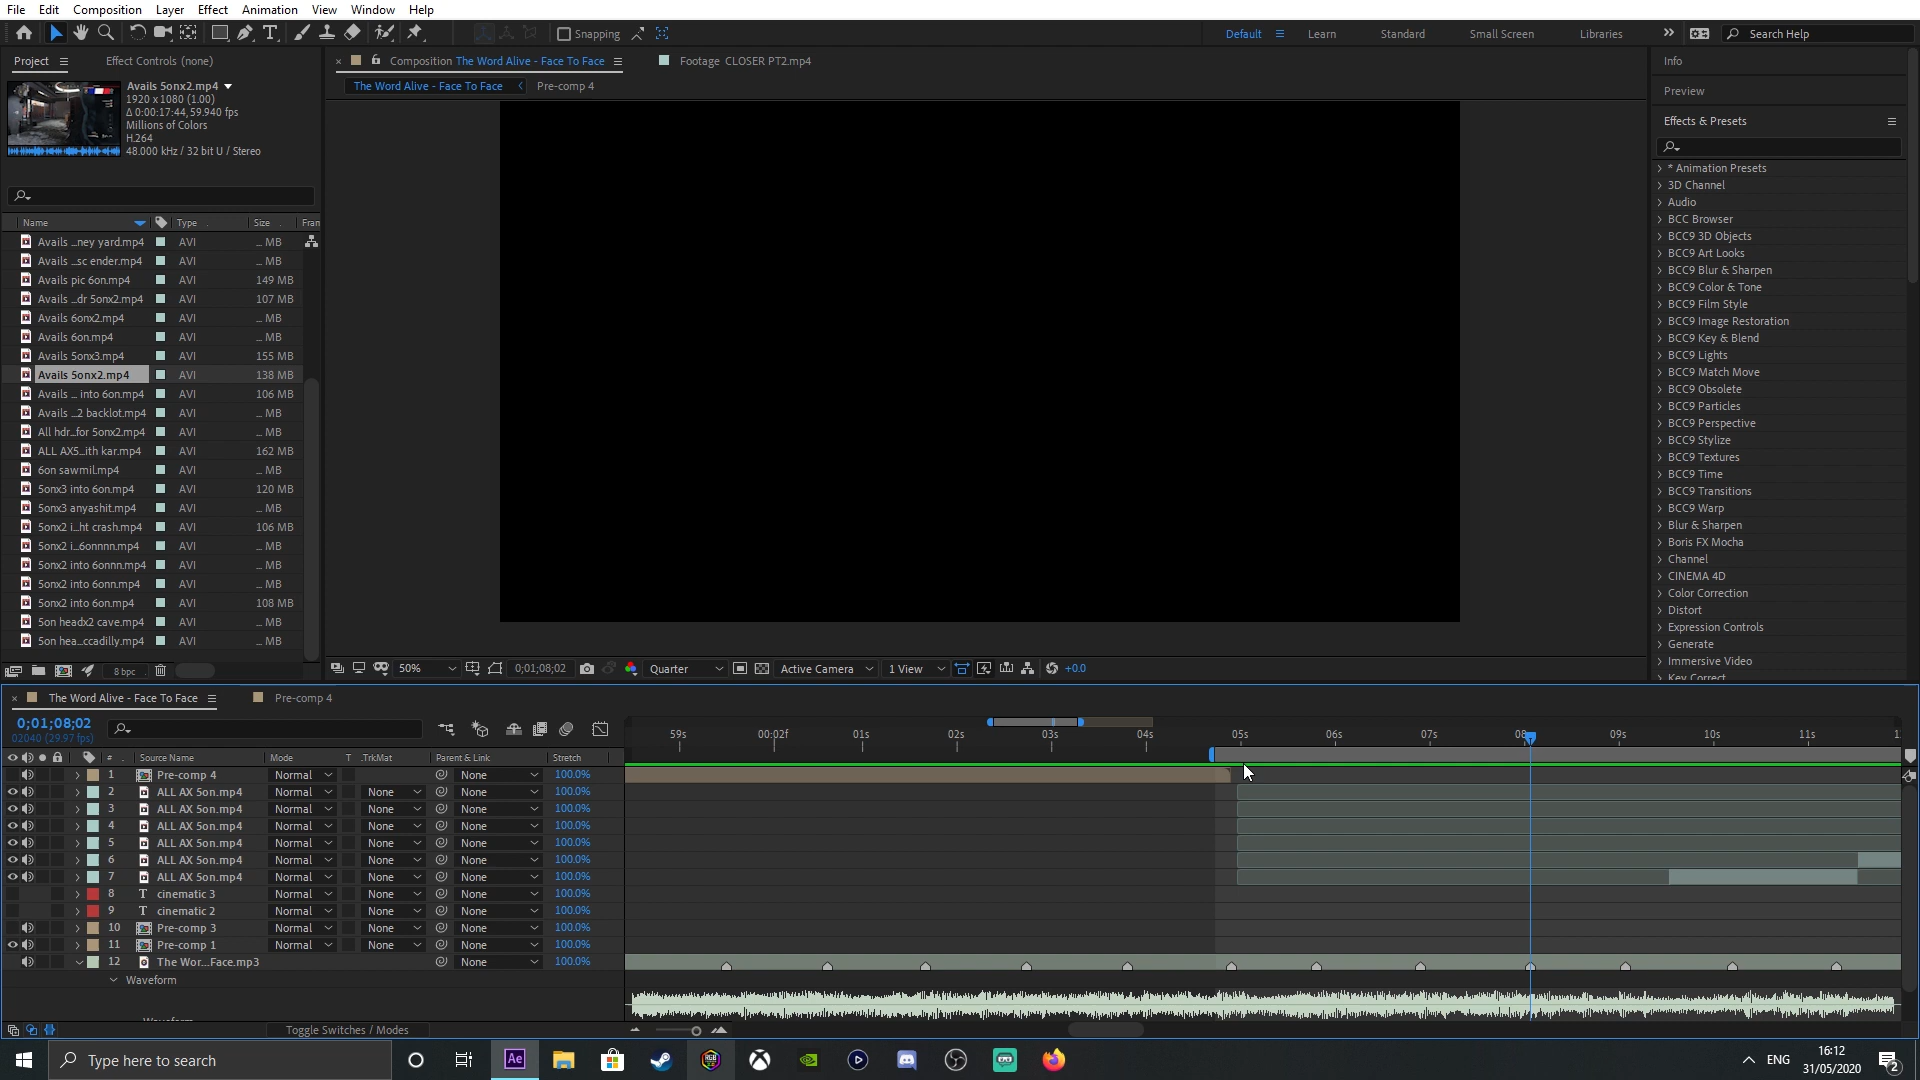 File Edit Composition Layer Effect Animation View Window Help
Snapping
Default Learn Standard Small Screen Libraries Search Help
Project Effect Controls (none)
Avails 5onx2.mp4
1920 x 1080 (1.00)
Δ 0:00:17:44, 59.940 fps
Millions of Colors
H.264
48.000 kHz / 32 bit U / Stereo
Name Type Size Fran
Avails ...ney yard.mp4 AVI ... MB
Avails ...sc ender.mp4 AVI ... MB
Avails pic 6on.mp4 AVI 149 MB
Avails ...dr 5onx2.mp4 AVI 107 MB
Avails 6onx2.mp4 AVI ... MB
Avails 6on.mp4 AVI ... MB
Avails 5onx3.mp4 AVI 155 MB
Avails 5onx2.mp4 AVI 138 MB
Avails ... into 6on.mp4 AVI 106 MB
Avails ...2 backlot.mp4 AVI ... MB
All hdr...for 5onx2.mp4 AVI ... MB
ALL AX5...ith kar.mp4 AVI 162 MB
6on sawmil.mp4 AVI ... MB
5onx3 into 6on.mp4 AVI 120 MB
5onx3 anyashit.mp4 AVI ... MB
5onx2 i...ht crash.mp4 AVI 106 MB
5onx2 i...6onnnn.mp4 AVI ... MB
5onx2 into 6onnn.mp4 AVI ... MB
5onx2 into 6onn.mp4 AVI ... MB
5onx2 into 6on.mp4 AVI 108 MB
5on headx2 cave.mp4 AVI ... MB
5on hea...ccadilly.mp4 AVI ... MB
8 bpc
Composition The Word Alive - Face To Face Footage CLOSER PT2.mp4
The Word Alive - Face To Face Pre-comp 4
50% 0;01;08;02 Quarter Active Camera 1 View +0.0
Info
Preview
Effects & Presets
* Animation Presets
3D Channel
Audio
BCC Browser
BCC9 3D Objects
BCC9 Art Looks
BCC9 Blur & Sharpen
BCC9 Color & Tone
BCC9 Film Style
BCC9 Image Restoration
BCC9 Key & Blend
BCC9 Lights
BCC9 Match Move
BCC9 Obsolete
BCC9 Particles
BCC9 Perspective
BCC9 Stylize
BCC9 Textures
BCC9 Time
BCC9 Transitions
BCC9 Warp
Blur & Sharpen
Boris FX Mocha
Channel
CINEMA 4D
Color Correction
Distort
Expression Controls
Generate
Immersive Video
Key Correct
The Word Alive - Face To Face Pre-comp 4
0;01;08;02
02040 (29.97 fps)
59s 00:02f 01s 02s 03s 04s 05s 06s 07s 08s 09s 10s 11s
# Source Name Mode T .TrkMat Parent & Link Stretch
1 Pre-comp 4 Normal None 100.0%
2 ALL AX 5on.mp4 Normal None None 100.0%
3 ALL AX 5on.mp4 Normal None None 100.0%
4 ALL AX 5on.mp4 Normal None None 100.0%
5 ALL AX 5on.mp4 Normal None None 100.0%
6 ALL AX 5on.mp4 Normal None None 100.0%
7 ALL AX 5on.mp4 Normal None None 100.0%
8 T cinematic 3 Normal None None 100.0%
9 T cinematic 2 Normal None None 100.0%
10 Pre-comp 3 Normal None None 100.0%
11 Pre-comp 1 Normal None None 100.0%
12 The Wor...Face.mp3 None 100.0%
Waveform
Toggle Switches / Modes
Type here to search
Ae
ENG
16:12
31/05/2020
2